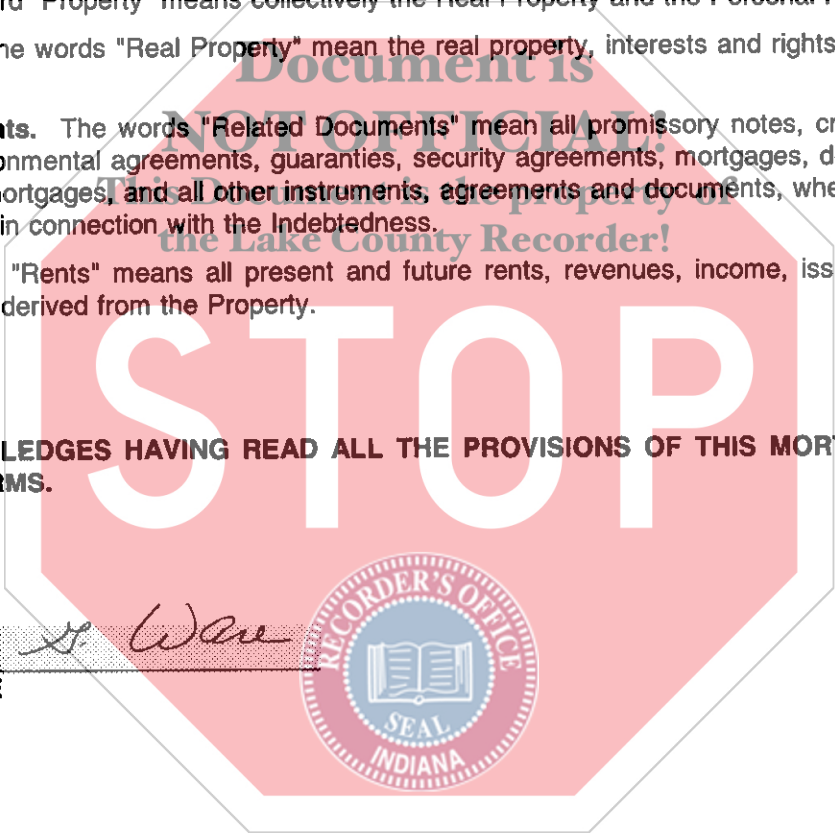 "Property" means collectively the Real Property and the Personal
he words "Real Property" mean the real property, interests and rights
Document is
NOT OFFICIAL!
nts. The words "Related Documents" mean all promissory notes, cr
onmental agreements, guaranties, security agreements, mortgages, d
This Document is the property of
ortgages, and all other instruments, agreements and documents, whe
in connection with the Indebtedness.
the Lake County Recorder!
"Rents" means all present and future rents, revenues, income, iss
derived from the Property.
STOP
LEDGES HAVING READ ALL THE PROVISIONS OF THIS MOR
RMS.
Ware
RECORDER'S OFFICE
SEAL
INDIANA